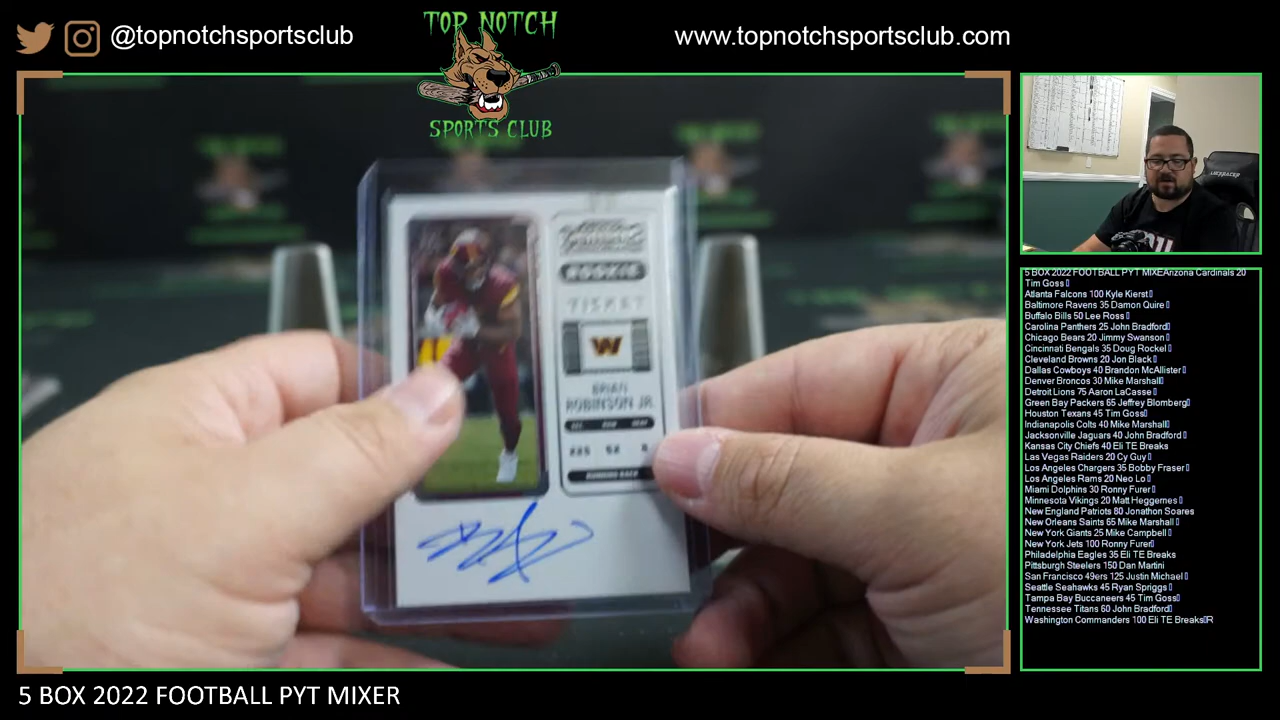 @topnotchsportsclub
TOP NOTCH
SPORTS CLUB
www.topnotchsportsclub.com
ROOKIE
TICKET
W
BRIAN
ROBINSON JR.
RUNNING BACK
5 BOX 2022 FOOTBALL PYT MIXEArizona Cardinals 20
Tim Goss
Atlanta Falcons 100 Kyle Kierst
Baltimore Ravens 35 Damon Quire
Buffalo Bills 50 Lee Ross
Carolina Panthers 25 John Bradford
Chicago Bears 20 Jimmy Swanson
Cincinnati Bengals 35 Doug Rockel
Cleveland Browns 20 Jon Black
Dallas Cowboys 40 Brandon McAllister
Denver Broncos 30 Mike Marshall
Detroit Lions 75 Aaron LaCasse
Green Bay Packers 65 Jeffrey Blomberg
Houston Texans 45 Tim Goss
Indianapolis Colts 40 Mike Marshall
Jacksonville Jaguars 40 John Bradford
Kansas City Chiefs 40 Eli TE Breaks
Las Vegas Raiders 20 Cy Guy
Los Angeles Chargers 35 Bobby Fraser
Los Angeles Rams 20 Neo Lo
Miami Dolphins 30 Ronny Furer
Minnesota Vikings 20 Matt Heggernes
New England Patriots 80 Jonathon Soares
New Orleans Saints 65 Mike Marshall
New York Giants 25 Mike Campbell
New York Jets 100 Ronny Furer
Philadelphia Eagles 35 Eli TE Breaks
Pittsburgh Steelers 150 Dan Martini
San Francisco 49ers 125 Justin Michael
Seattle Seahawks 45 Ryan Spriggs
Tampa Bay Buccaneers 45 Tim Goss
Tennessee Titans 60 John Bradford
Washington Commanders 100 Eli TE Breaks R
5 BOX 2022 FOOTBALL PYT MIXER